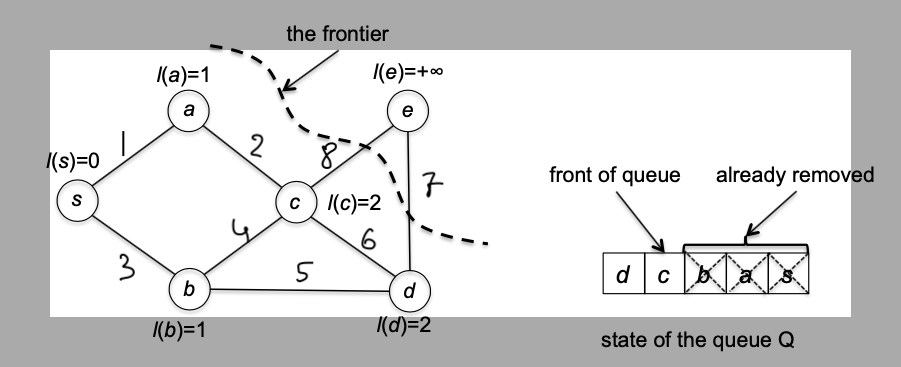 the frontier
l(a)=1
l(e)=+∞
a
e
1
2
8
l(s)=0
7
front of queue
already removed
s
c
l(c)=2
4
6
3
5
d
c
b
a
s
b
d
l(b)=1
l(d)=2
state of the queue Q